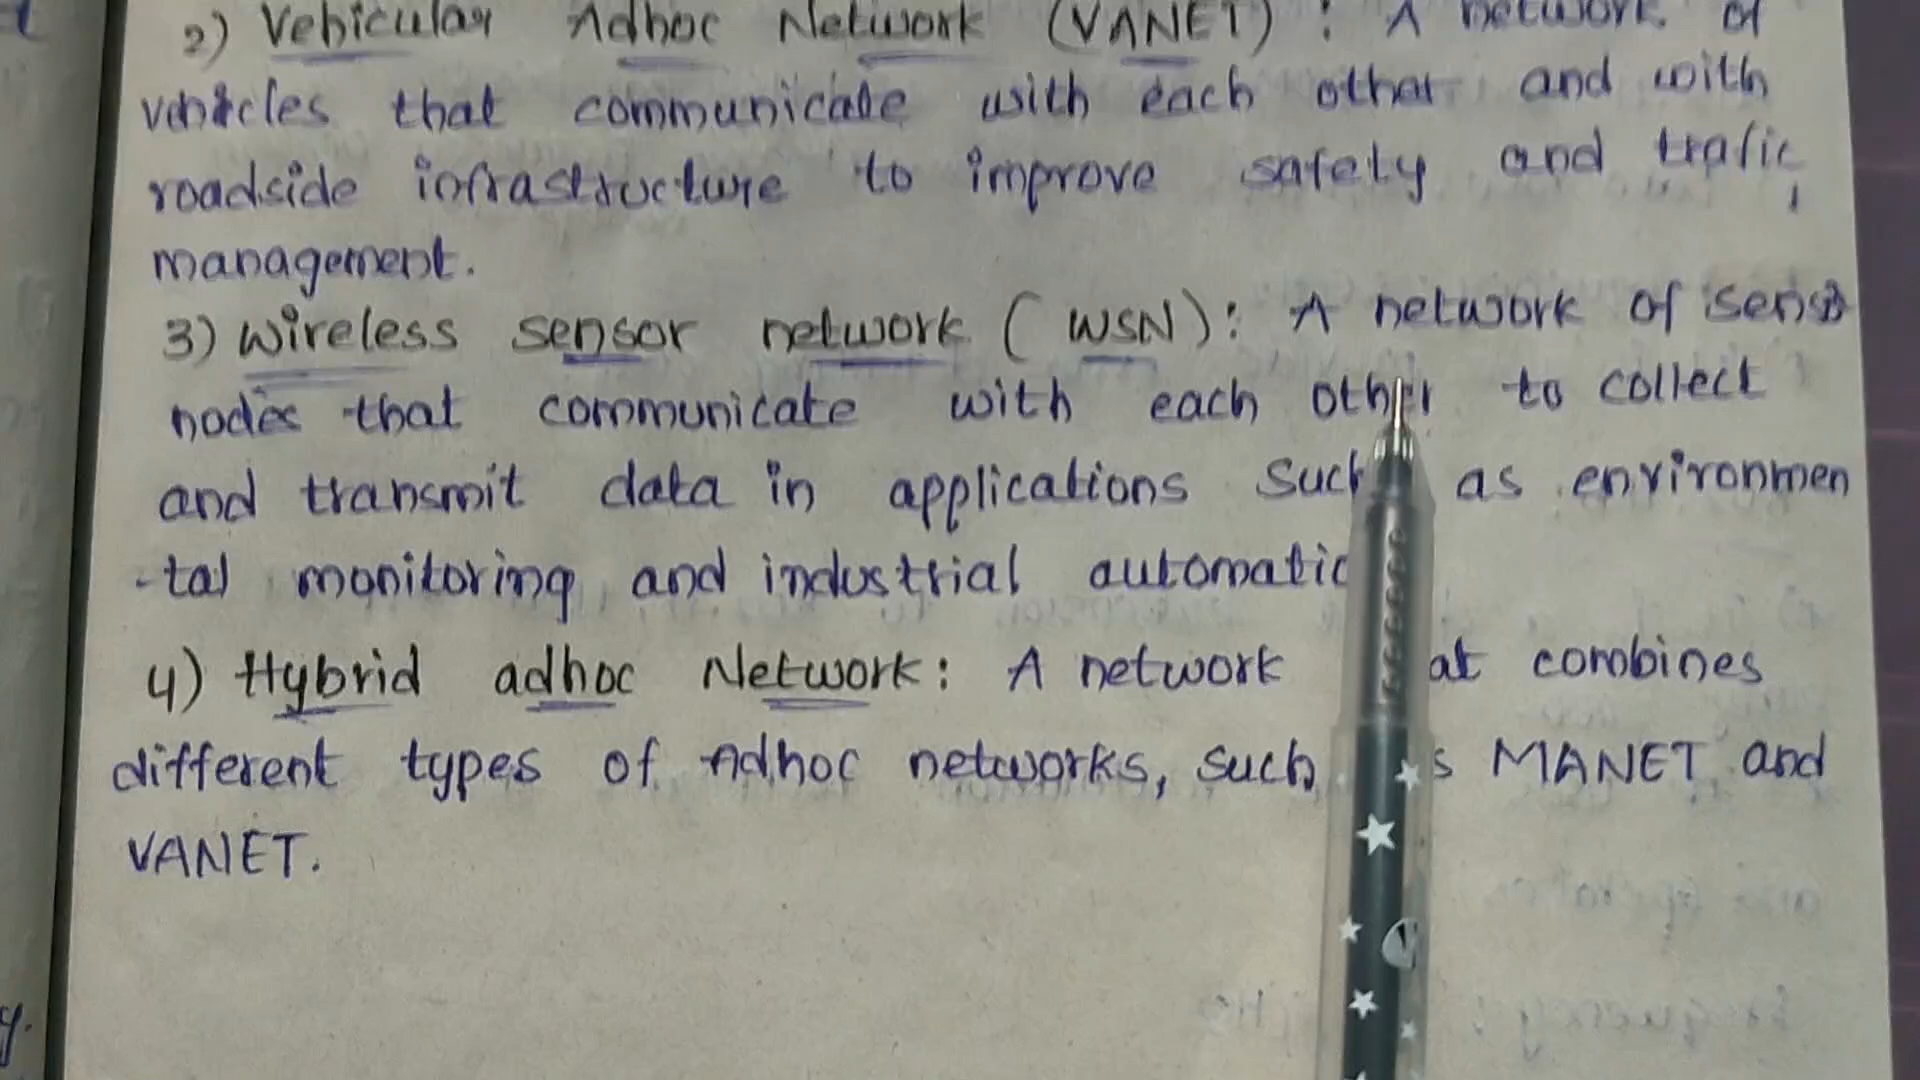 2) Vehicular Adhoc Network (VANET) : A network of
vehicles that communicate with each other and with
roadside infrastructure to improve safety and trafic
management.
3) Wireless sensor network (WSN): A network of
nodes that communicate with each other to collect
and transmit data in applications such as environmen
-tal monitoring and industrial
4) Hybrid adhoc Network: A network combines
different types of Adhoc networks, such MANET and
VANET.